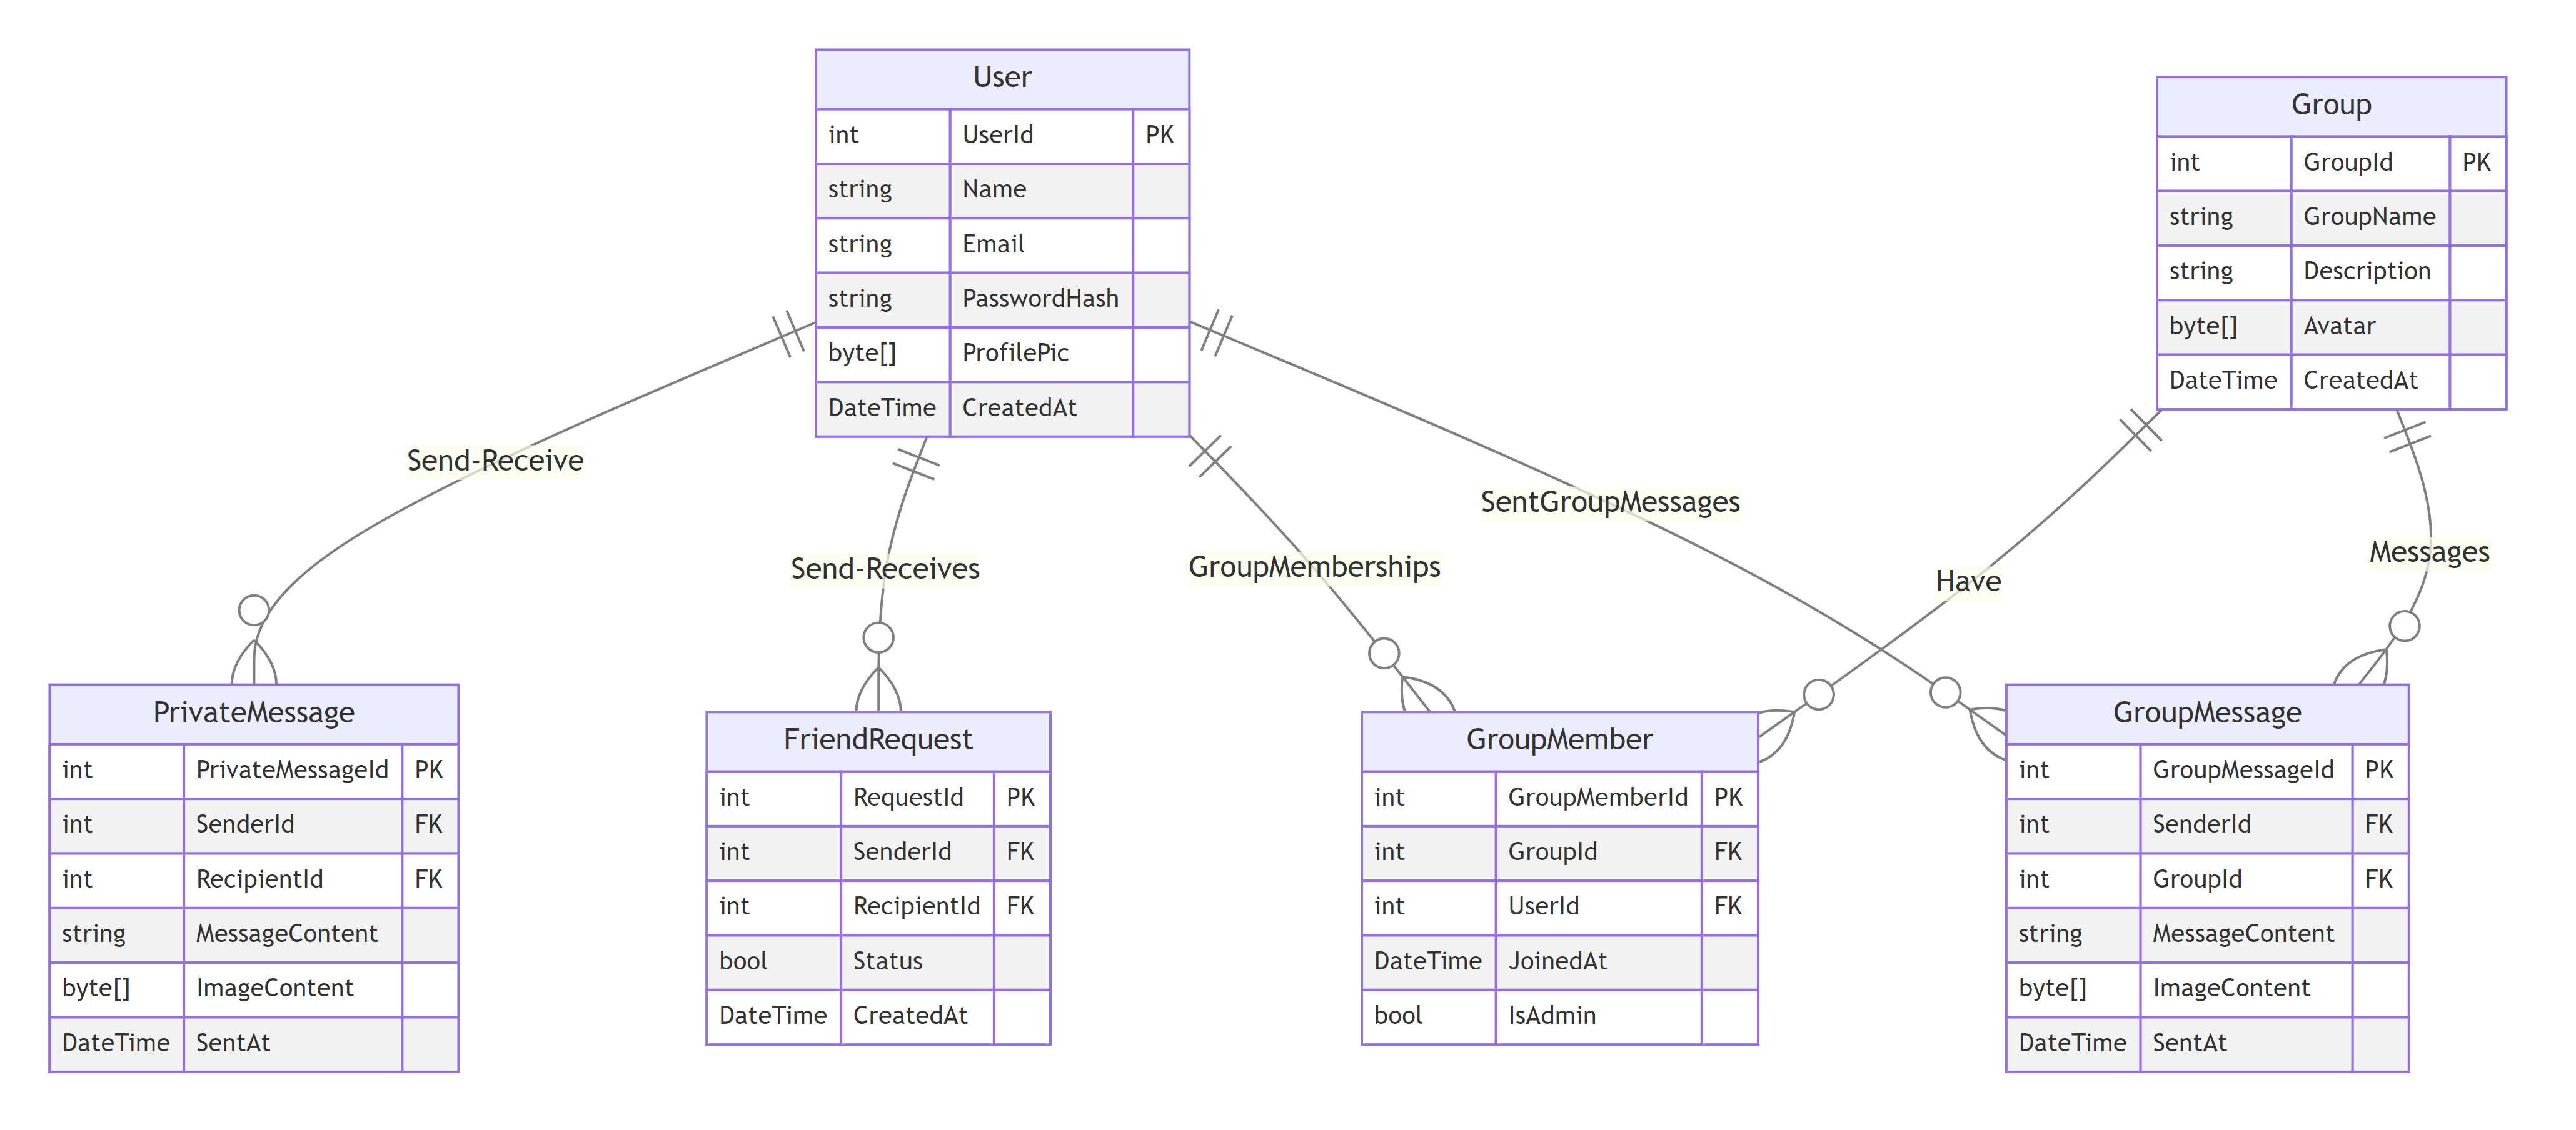 User
int UserId PK
string Name
string Email
string PasswordHash
byte[] ProfilePic
DateTime CreatedAt
Group
int GroupId PK
string GroupName
string Description
byte[] Avatar
DateTime CreatedAt
Send-Receive
Send-Receives
GroupMemberships
SentGroupMessages
Have
Messages
PrivateMessage
int PrivateMessageId PK
int SenderId FK
int RecipientId FK
string MessageContent
byte[] ImageContent
DateTime SentAt
FriendRequest
int RequestId PK
int SenderId FK
int RecipientId FK
bool Status
DateTime CreatedAt
GroupMember
int GroupMemberId PK
int GroupId FK
int UserId FK
DateTime JoinedAt
bool IsAdmin
GroupMessage
int GroupMessageId PK
int SenderId FK
int GroupId FK
string MessageContent
byte[] ImageContent
DateTime SentAt